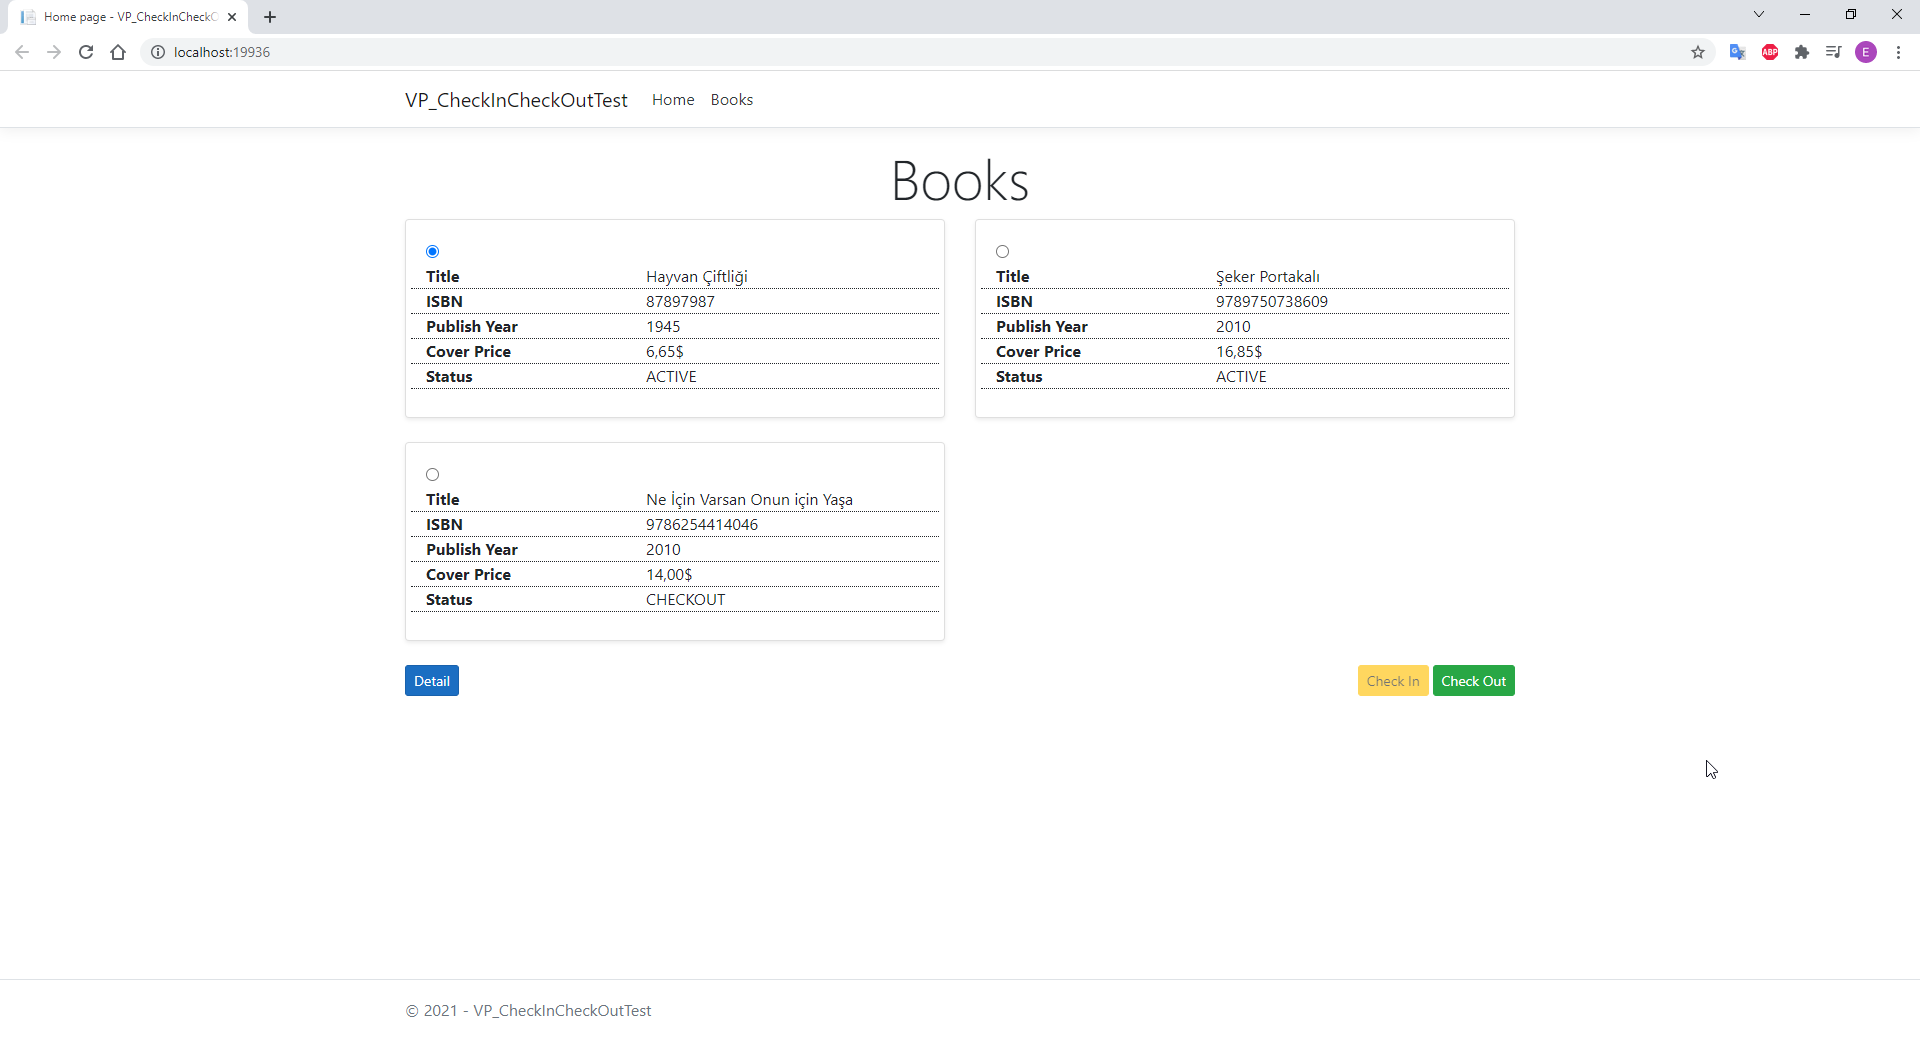 Home page - VP_CheckInCheckO
localhost:19936
ABP
E
VP_CheckInCheckOutTest Home Books
Books
Title Hayvan Çiftliği
ISBN 87897987
Publish Year 1945
Cover Price 6,65$
Status ACTIVE
Title Şeker Portakalı
ISBN 9789750738609
Publish Year 2010
Cover Price 16,85$
Status ACTIVE
Title Ne İçin Varsan Onun için Yaşa
ISBN 9786254414046
Publish Year 2010
Cover Price 14,00$
Status CHECKOUT
Detail Check In Check Out
© 2021 - VP_CheckInCheckOutTest